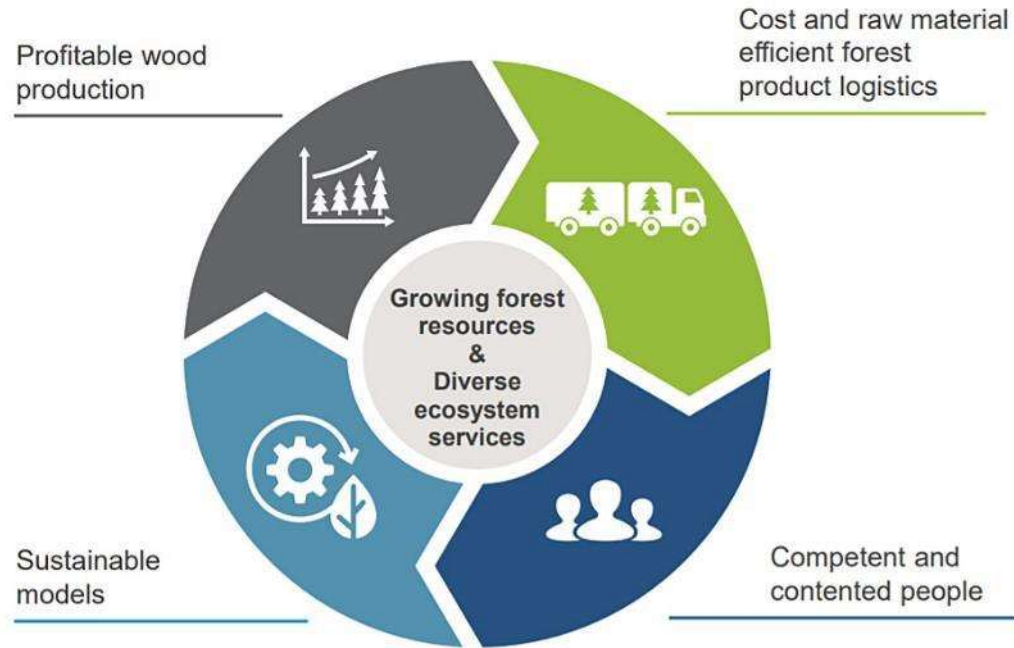 Profitable wood
production
Cost and raw material
efficient forest
product logistics
Growing forest
resources
&
Diverse
ecosystem
services
Sustainable
models
Competent and
contented people